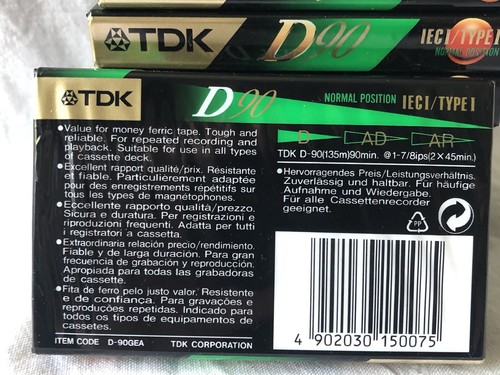 TDK D90 IEC I / TYPE I
NORMAL POSITION
TDK D90 NORMAL POSITION IEC I / TYPE I
D AD AR
TDK D-90(135m)90min. @1-7/8ips(2×45min.)
●Value for money ferric tape. Tough and
reliable. For repeated recording and
playback. Suitable for use in all types
of cassette deck.
●Excellent rapport qualité/prix. Resistante
et fiable. Particulierement adaptée
pour des enregistrements répétitifs sur
tous les types de magnétophones.
●Eccellente rapporto qualità/prezzo.
Sicura e duratura. Per registrazioni e
riproduzioni frequenti. Adatta per tutti
i registratori a cassetta.
●Extraordinaria relación precio/rendimiento.
Fiable y de larga duración. Para gran
frecuencia de grabación y reproducción.
Apropiada para todas las grabadoras
de cassette.
●Fita de ferro pelo justo valor. Resistente
e de confiança. Para gravações e
reproduções repetidas. Indicado para
todos os tipos de equipamentos de
cassetes.
●Hervorragendes Preis/Leistungsverhältnis.
Zuverlässig und haltbar. Für häufige
Aufnahme und Wiedergabe.
Für alle Cassettenrecorder
geeignet.
PP
ITEM CODE D-90GEA TDK CORPORATION
4 902030 150075